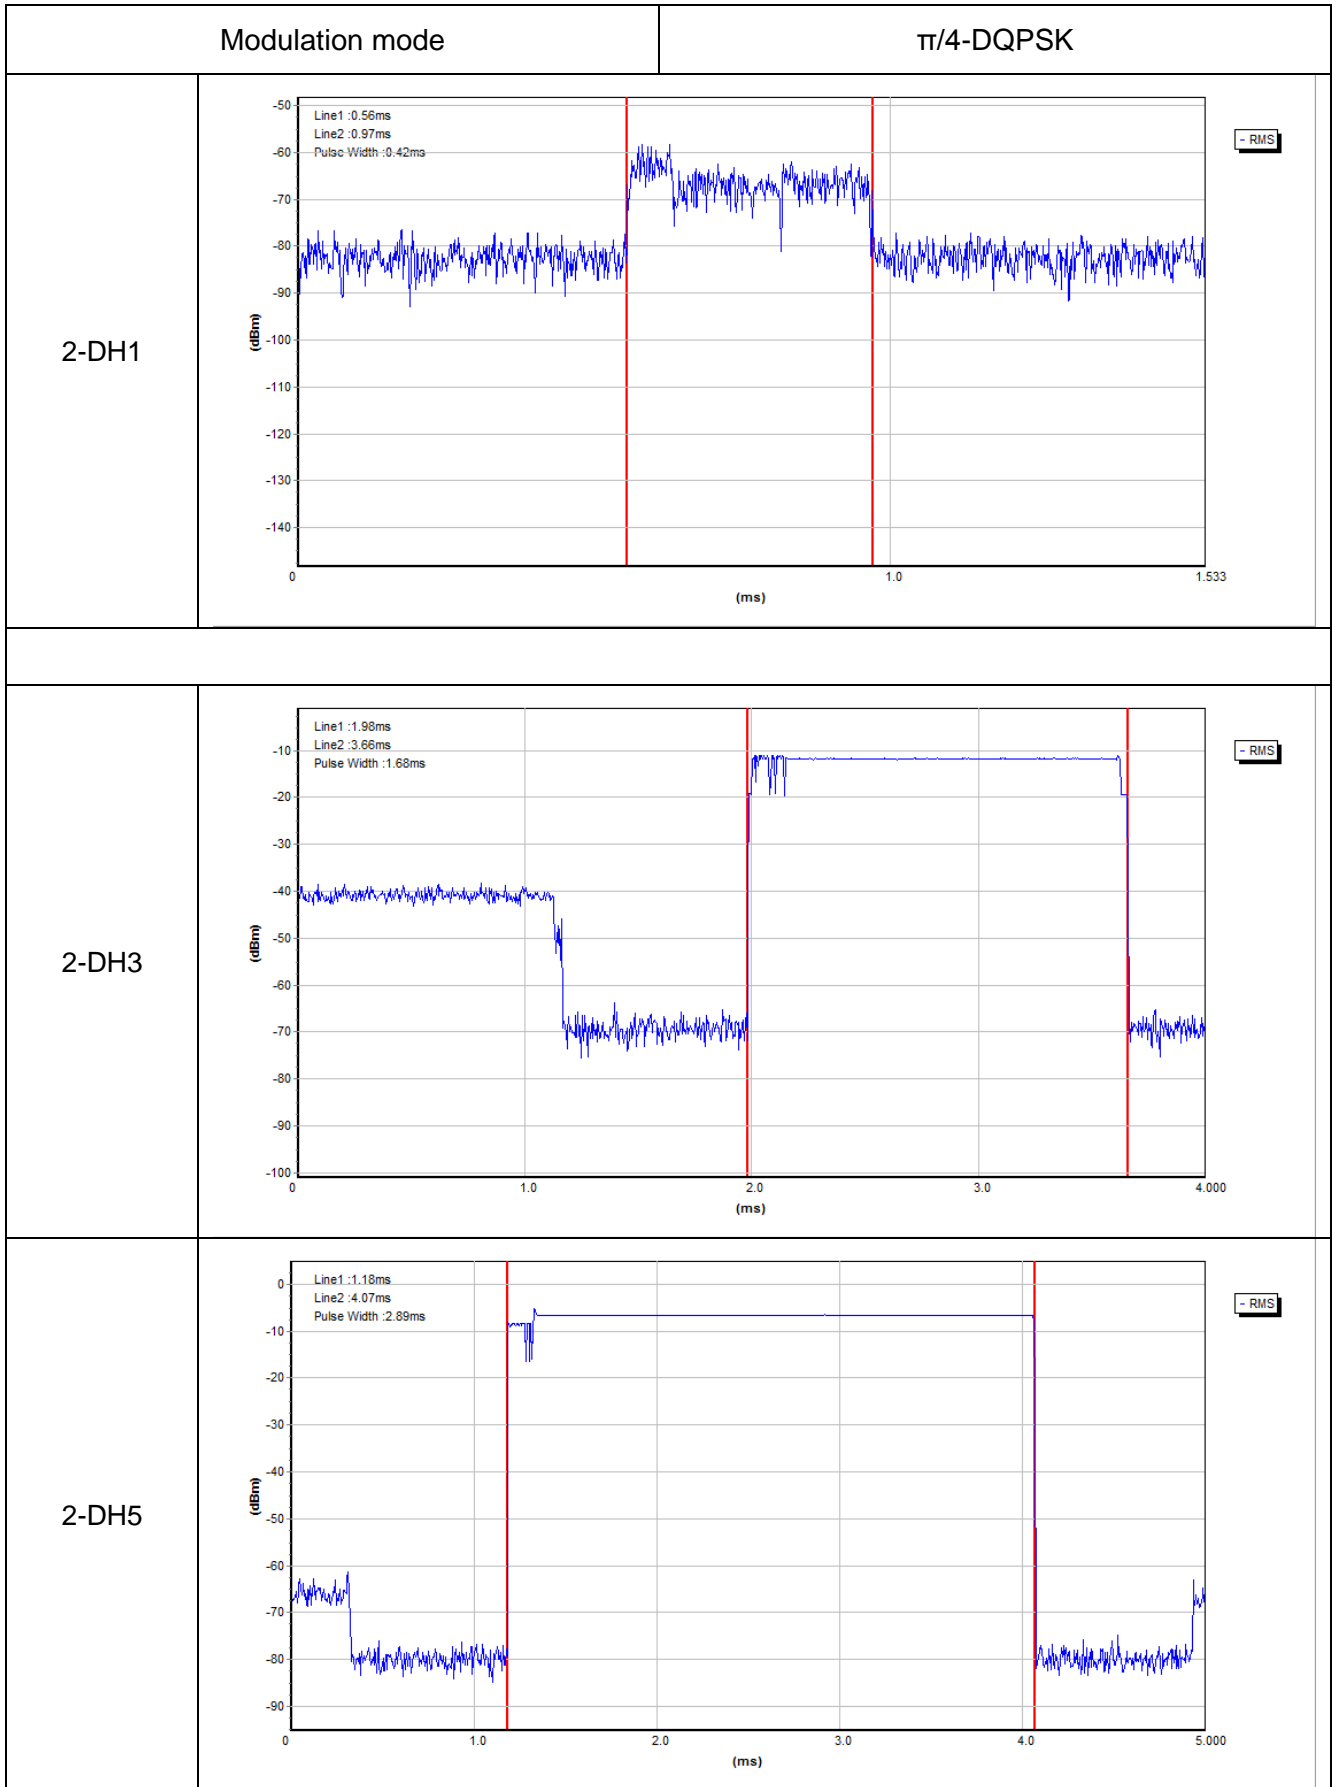 Modulation mode π/4-DQPSK
2-DH1
Line1 :0.56ms
Line2 :0.97ms
Pulse Width :0.42ms
- RMS
-50
-60
-70
-80
-90
-100
-110
-120
-130
-140
(dBm)
0 1.0 1.533
(ms)
2-DH3
Line1 :1.98ms
Line2 :3.66ms
Pulse Width :1.68ms
- RMS
-10
-20
-30
-40
-50
-60
-70
-80
-90
-100
(dBm)
0 1.0 2.0 3.0 4.000
(ms)
2-DH5
Line1 :1.18ms
Line2 :4.07ms
Pulse Width :2.89ms
- RMS
0
-10
-20
-30
-40
-50
-60
-70
-80
-90
(dBm)
0 1.0 2.0 3.0 4.0 5.000
(ms)